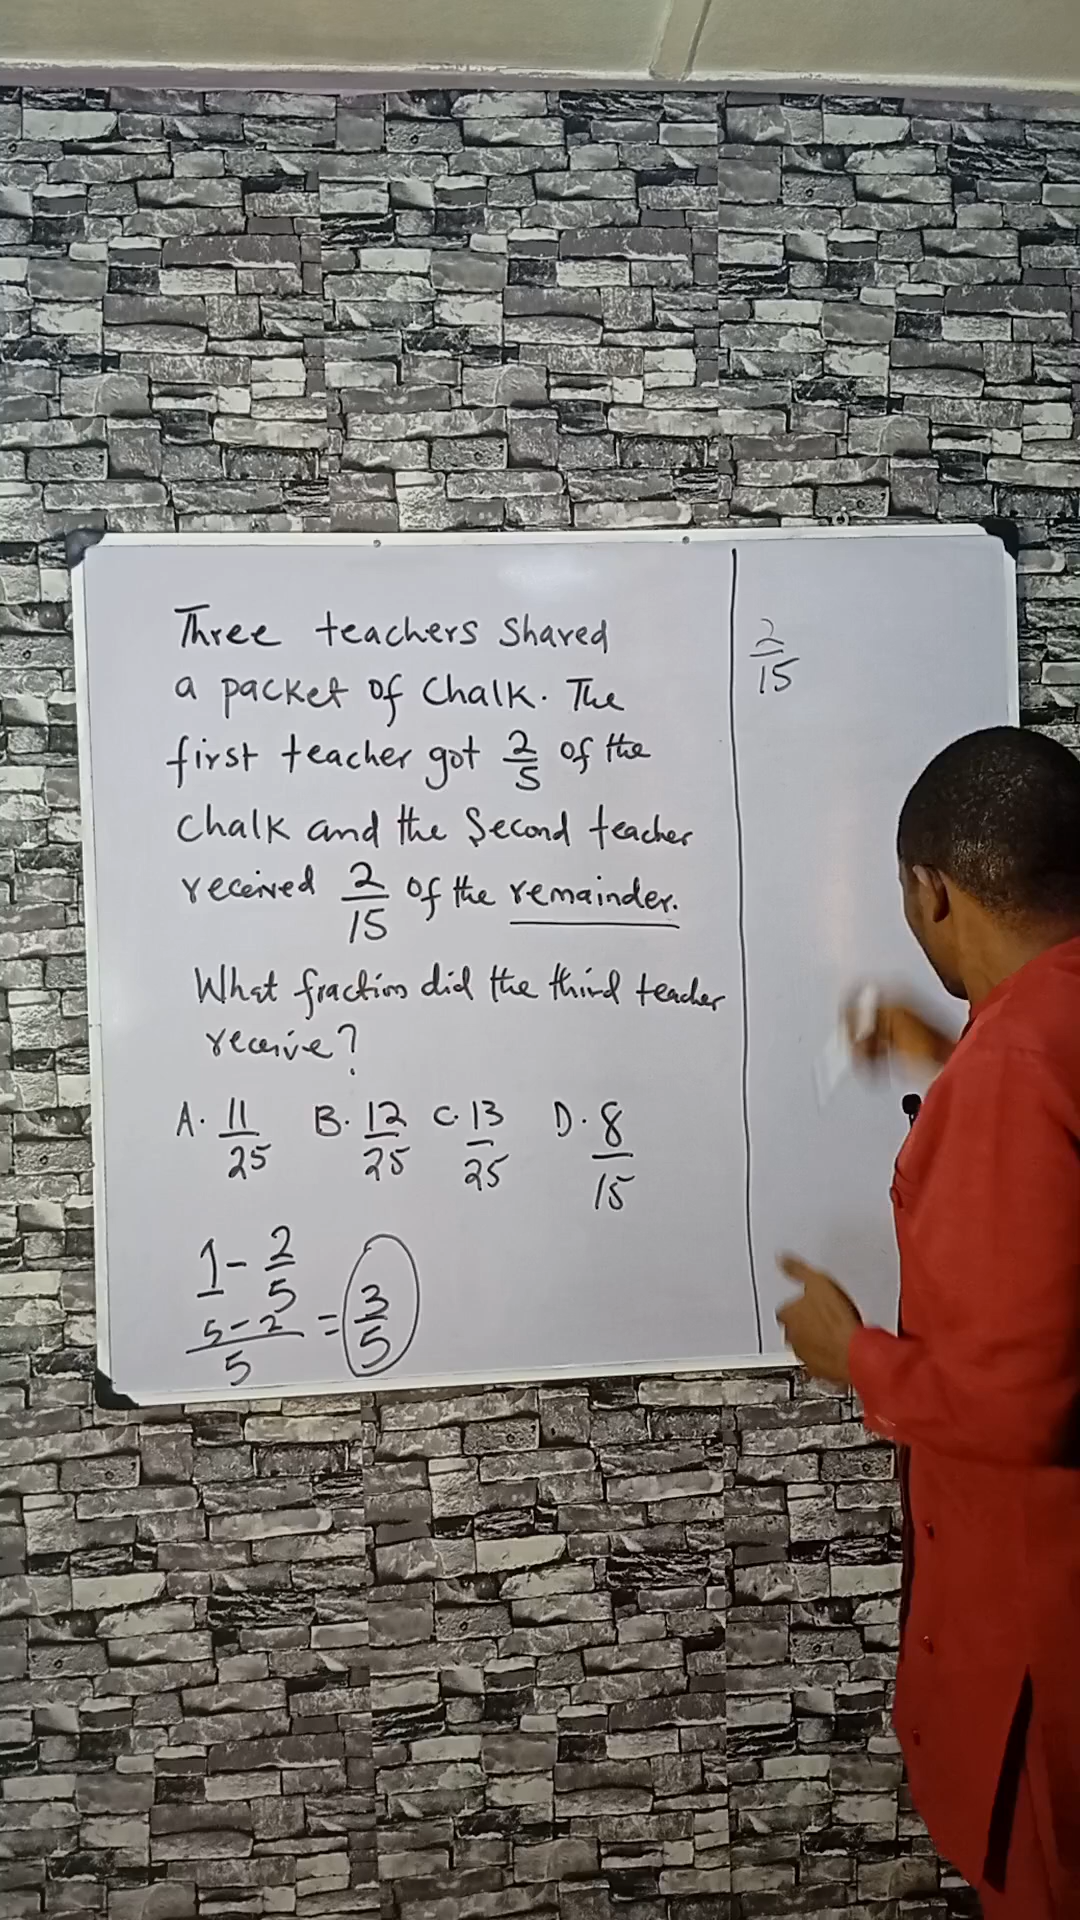 Three teachers shared
a packet of chalk. The
first teacher got 2/5 of the
chalk and the second teacher
received 2/15 of the remainder.
What fraction did the third teacher
receive?
A. 11/25 B. 12/25 C. 13/25 D. 8/15
1 - 2/5
5-2/5 = 3/5
2/15